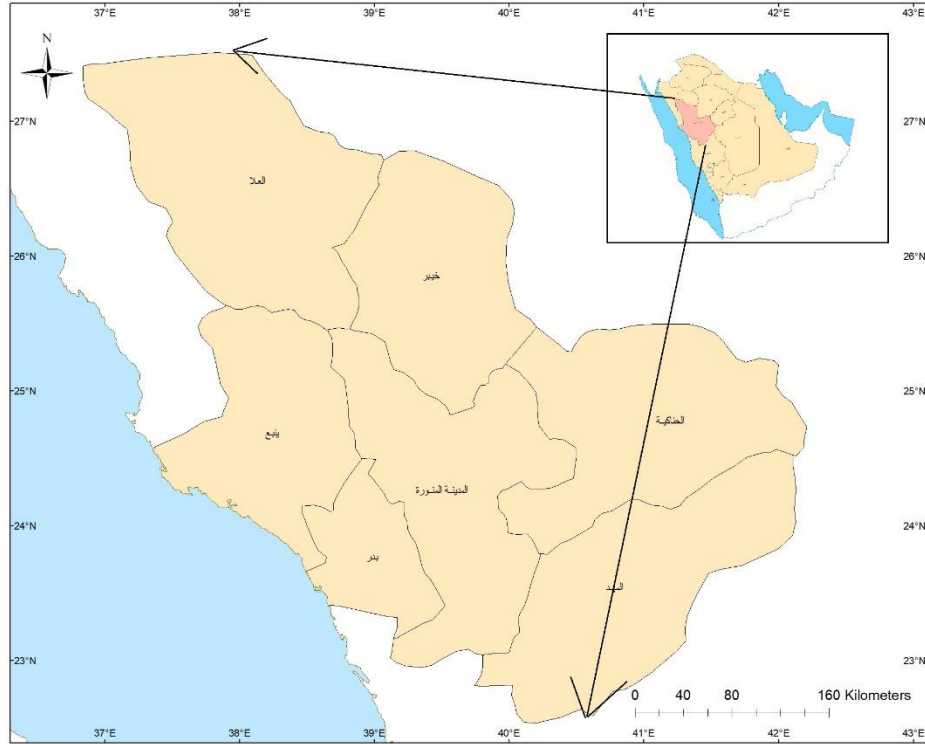 37°E 38°E 39°E 40°E 41°E 42°E 43°E
N
27°N 27°N
العلا
26°N 26°N
خيبر
25°N 25°N
الحناكية
ينبع
المدينة المنورة
24°N 24°N
بدر
المهد
23°N 23°N
0 40 80 160 Kilometers
37°E 38°E 39°E 40°E 41°E 42°E 43°E